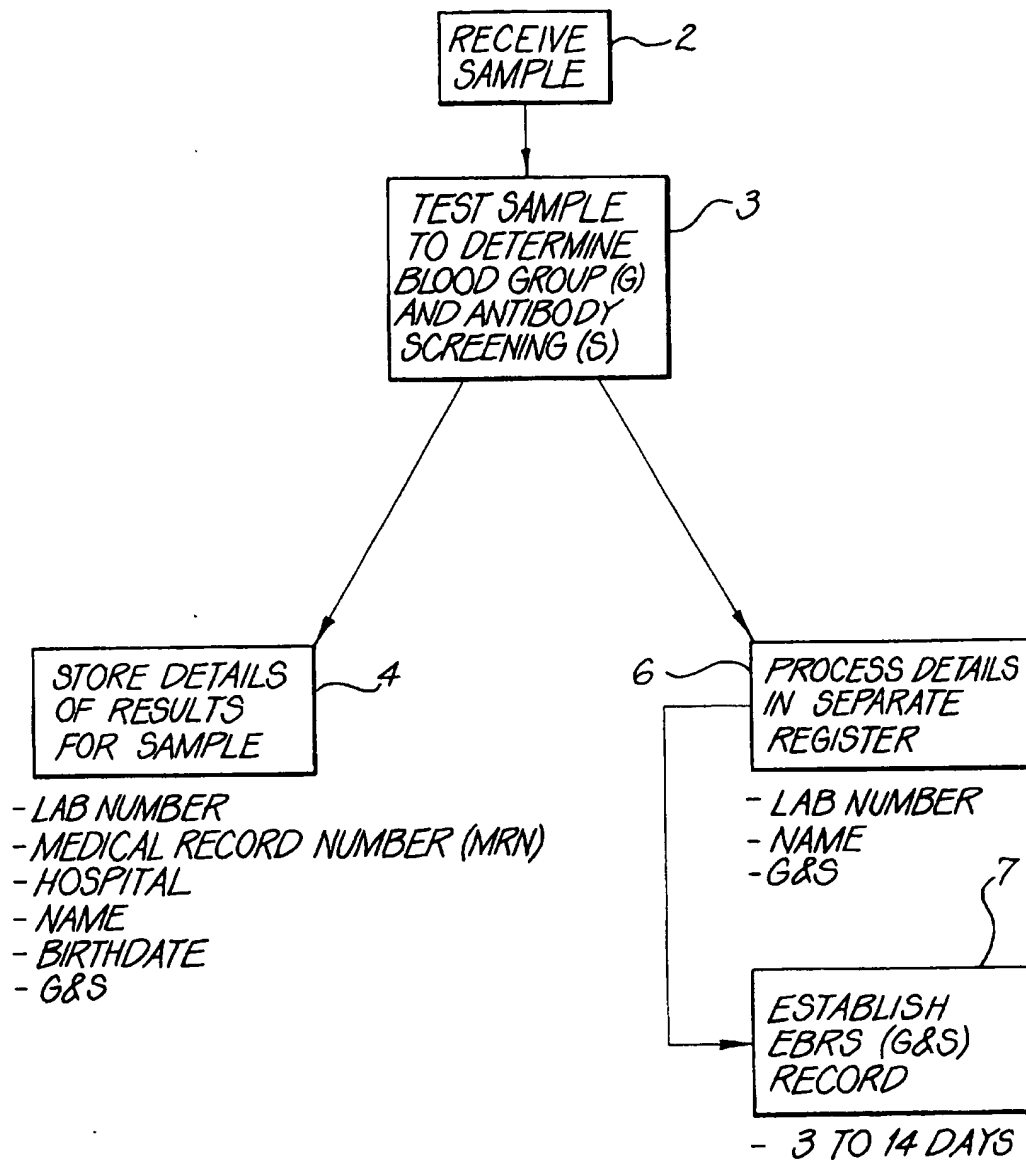 RECEIVE
SAMPLE
2
TEST SAMPLE
TO DETERMINE
BLOOD GROUP (G)
AND ANTIBODY
SCREENING (S)
3
STORE DETAILS
OF RESULTS
FOR SAMPLE
4
- LAB NUMBER
- MEDICAL RECORD NUMBER (MRN)
- HOSPITAL
- NAME
- BIRTHDATE
- G&S
6
PROCESS DETAILS
IN SEPARATE
REGISTER
- LAB NUMBER
- NAME
- G&S
7
ESTABLISH
EBRS (G&S)
RECORD
- 3 TO 14 DAYS